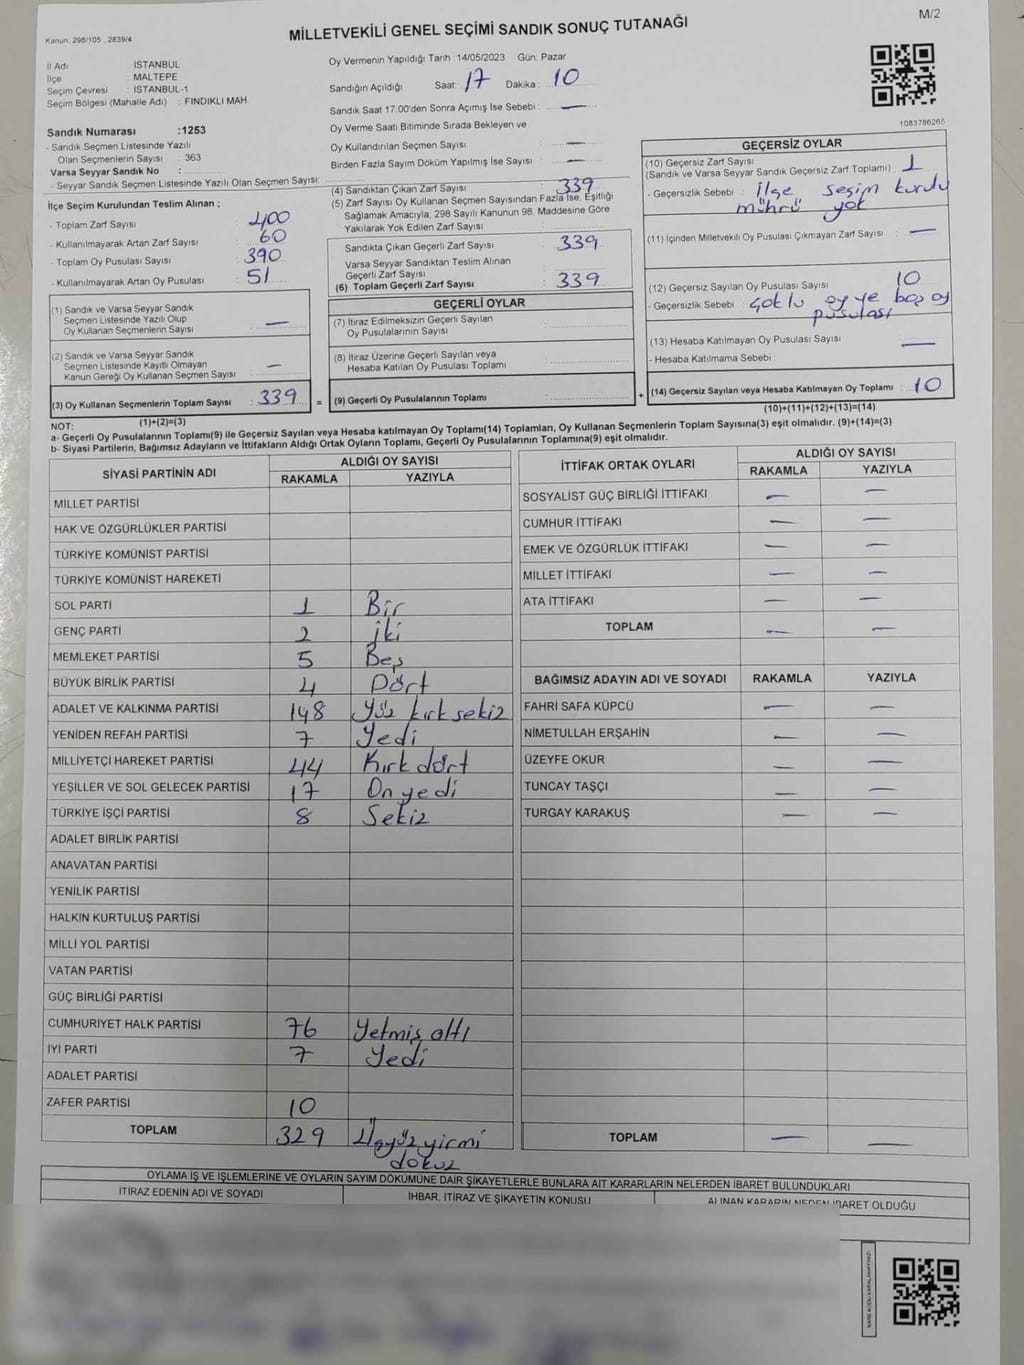 M/2
Kanun: 298/105 , 2839/4
MİLLETVEKİLİ GENEL SEÇİMİ SANDIK SONUÇ TUTANAĞI
İl Adı : İSTANBUL
İlçe : MALTEPE
Seçim Çevresi : İSTANBUL-1
Seçim Bölgesi (Mahalle Adı) : FINDIKLI MAH
Sandık Numarası :1253
- Sandık Seçmen Listesinde Yazılı
Olan Seçmenlerin Sayısı : 363
Varsa Seyyar Sandık No :
- Seyyar Sandık Seçmen Listesinde Yazılı Olan Seçmen Sayısı:
İlçe Seçim Kurulundan Teslim Alınan ;
- Toplam Zarf Sayısı : 400
- Kullanılmayarak Artan Zarf Sayısı : 60
- Toplam Oy Pusulası Sayısı : 390
- Kullanılmayarak Artan Oy Pusulası : 51
(1) Sandık ve Varsa Seyyar Sandık
Seçmen Listesinde Yazılı Olup
Oy Kullanan Seçmenlerin Sayısı : —
(2) Sandık ve Varsa Seyyar Sandık
Seçmen Listesinde Kayıtlı Olmayan
Kanun Gereği Oy Kullanan Seçmen Sayısı : —
(3) Oy Kullanan Seçmenlerin Toplam Sayısı : 339 =
(1)+(2)=(3)
Oy Vermenin Yapıldığı Tarih : 14/05/2023 Gün: Pazar
Sandığın Açıldığı Saat : 17 Dakika : 10
Sandık Saat 17.00'den Sonra Açımış İse Sebebi : —
Oy Verme Saati Bitiminde Sırada Bekleyen ve
Oy Kullandırılan Seçmen Sayısı : —
Birden Fazla Sayım Döküm Yapılmış İse Sayısı : —
(4) Sandıktan Çıkan Zarf Sayısı : 339
(5) Zarf Sayısı Oy Kullanan Seçmen Sayısından Fazla İse, Eşitliği
Sağlamak Amacıyla; 298 Sayılı Kanunun 98. Maddesine Göre
Yakılarak Yok Edilen Zarf Sayısı :
Sandıkta Çıkan Geçerli Zarf Sayısı : 339
Varsa Seyyar Sandıktan Teslim Alınan
Geçerli Zarf Sayısı :
(6) Toplam Geçerli Zarf Sayısı : 339
GEÇERLİ OYLAR
(7) İtiraz Edilmeksizin Geçerli Sayılan
Oy Pusulalarının Sayısı :
(8) İtiraz Üzerine Geçerli Sayılan veya
Hesaba Katılan Oy Pusulası Toplamı :
(9) Geçerli Oy Pusulalarının Toplamı : +
1083786265
GEÇERSİZ OYLAR
(10) Geçersiz Zarf Sayısı
(Sandık ve Varsa Seyyar Sandık Geçersiz Zarf Toplamı) : 1
- Geçersizlik Sebebi : İlçe seçim kurulu
mührü yok
(11) İçinden Milletvekili Oy Pusulası Çıkmayan Zarf Sayısı : —
(12) Geçersiz Sayılan Oy Pusulası Sayısı : 10
- Geçersizlik Sebebi : Çoklu oy ve boş oy
pusulası
(13) Hesaba Katılmayan Oy Pusulası Sayısı : —
- Hesaba Katılmama Sebebi :
(14) Geçersiz Sayılan veya Hesaba Katılmayan Oy Toplamı : 10
(10)+(11)+(12)+(13)=(14)
NOT:
a- Geçerli Oy Pusulalarının Toplamı(9) ile Geçersiz Sayılan veya Hesaba Katılmayan Oy Toplamı(14) Toplamları, Oy Kullanan Seçmenlerin Toplam Sayısına(3) eşit olmalıdır. (9)+(14)=(3)
b- Siyasi Partilerin, Bağımsız Adayların ve İttifakların Aldığı Ortak Oyların Toplamı, Geçerli Oy Pusulalarının Toplamına(9) eşit olmalıdır.
SİYASİ PARTİNİN ADI ALDIĞI OY SAYISI
RAKAMLA YAZIYLA
MİLLET PARTİSİ
HAK VE ÖZGÜRLÜKLER PARTİSİ
TÜRKİYE KOMÜNİST PARTİSİ
TÜRKİYE KOMÜNİST HAREKETİ
SOL PARTİ 1 Bir
GENÇ PARTİ 2 İki
MEMLEKET PARTİSİ 5 Beş
BÜYÜK BİRLİK PARTİSİ 4 Dört
ADALET VE KALKINMA PARTİSİ 148 Yüz kırk sekiz
YENİDEN REFAH PARTİSİ 7 Yedi
MİLLİYETÇİ HAREKET PARTİSİ 44 Kırk dört
YEŞİLLER VE SOL GELECEK PARTİSİ 17 On yedi
TÜRKİYE İŞÇİ PARTİSİ 8 Sekiz
ADALET BİRLİK PARTİSİ
ANAVATAN PARTİSİ
YENİLİK PARTİSİ
HALKIN KURTULUŞ PARTİSİ
MİLLİ YOL PARTİSİ
VATAN PARTİSİ
GÜÇ BİRLİĞİ PARTİSİ
CUMHURİYET HALK PARTİSİ 76 Yetmiş altı
İYİ PARTİ 7 Yedi
ADALET PARTİSİ
ZAFER PARTİSİ 10
TOPLAM 329 Üçyüz yirmi
dokuz
İTTİFAK ORTAK OYLARI ALDIĞI OY SAYISI
RAKAMLA YAZIYLA
SOSYALİST GÜÇ BİRLİĞİ İTTİFAKI — —
CUMHUR İTTİFAKI — —
EMEK VE ÖZGÜRLÜK İTTİFAKI — —
MİLLET İTTİFAKI — —
ATA İTTİFAKI — —
TOPLAM — —
BAĞIMSIZ ADAYIN ADI VE SOYADI RAKAMLA YAZIYLA
FAHRİ SAFA KÜPCÜ — —
NİMETULLAH ERŞAHİN — —
ÜZEYFE OKUR — —
TUNCAY TAŞÇI — —
TURGAY KARAKUŞ — —
TOPLAM — —
OYLAMA İŞ VE İŞLEMLERİNE VE OYLARIN SAYIM DÖKÜMÜNE DAİR ŞİKAYETLERLE BUNLARA AİT KARARLARIN NELERDEN İBARET BULUNDUKLARI
İTİRAZ EDENİN ADI VE SOYADI İHBAR, İTİRAZ VE ŞİKAYETİN KONUSU ALINAN KARARIN NEDEN İBARET OLDUĞU